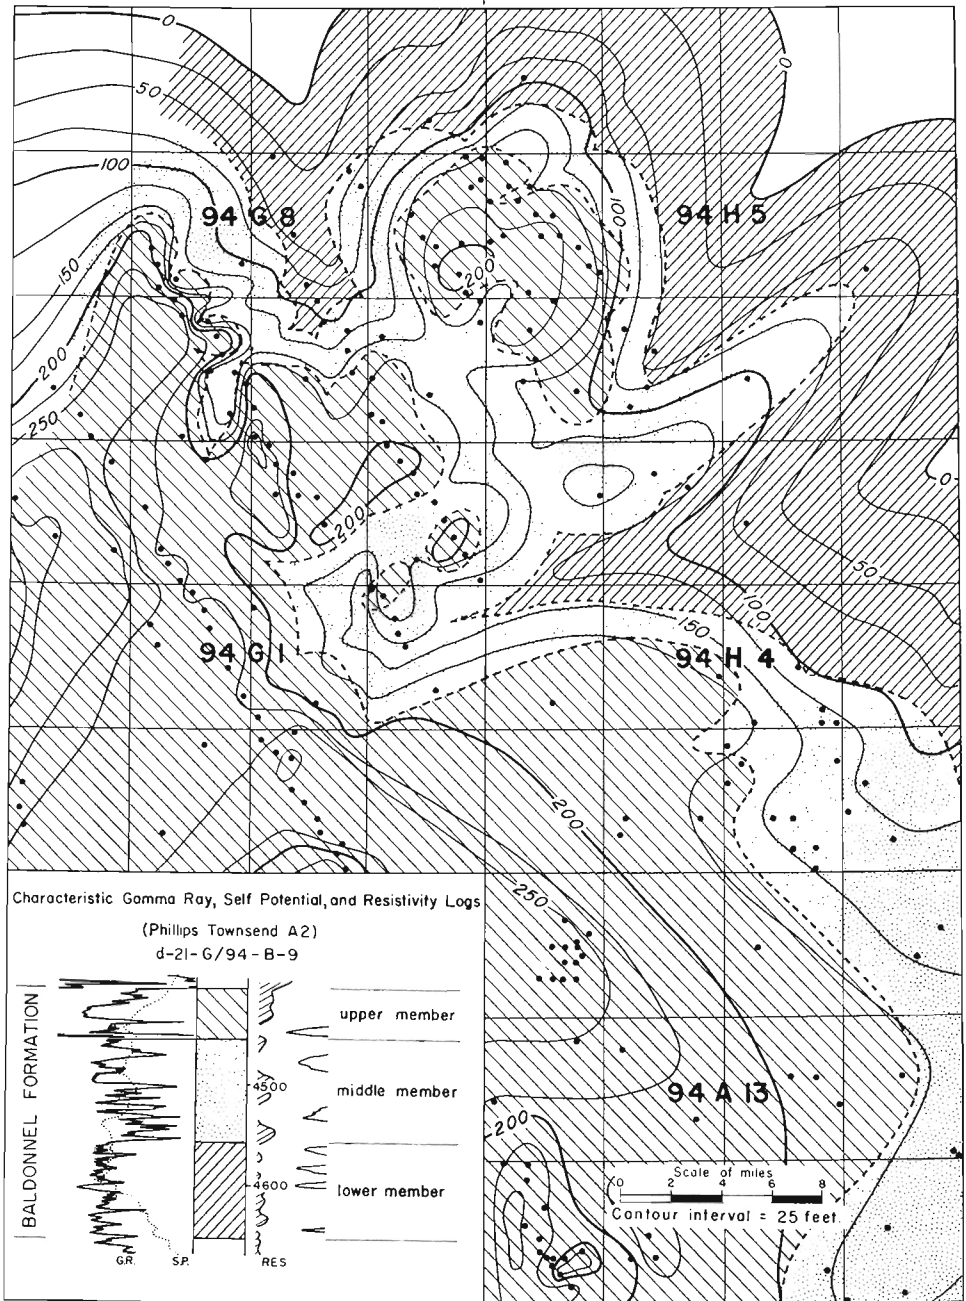 0
50
0
100
94 G 8
94 H 5
100
150
200
200
250
0
200
50
100
150
94 G 1
94 H 4
200
250
Characteristic Gamma Ray, Self Potential, and Resistivity Logs
(Phillips Townsend A2)
d-21-G/94-B-9
BALDONNEL FORMATION
upper member
middle member
4500
lower member
4600
G.R. S.P. RES
94 A 13
200
Scale of miles
0 2 4 6 8
Contour interval = 25 feet.